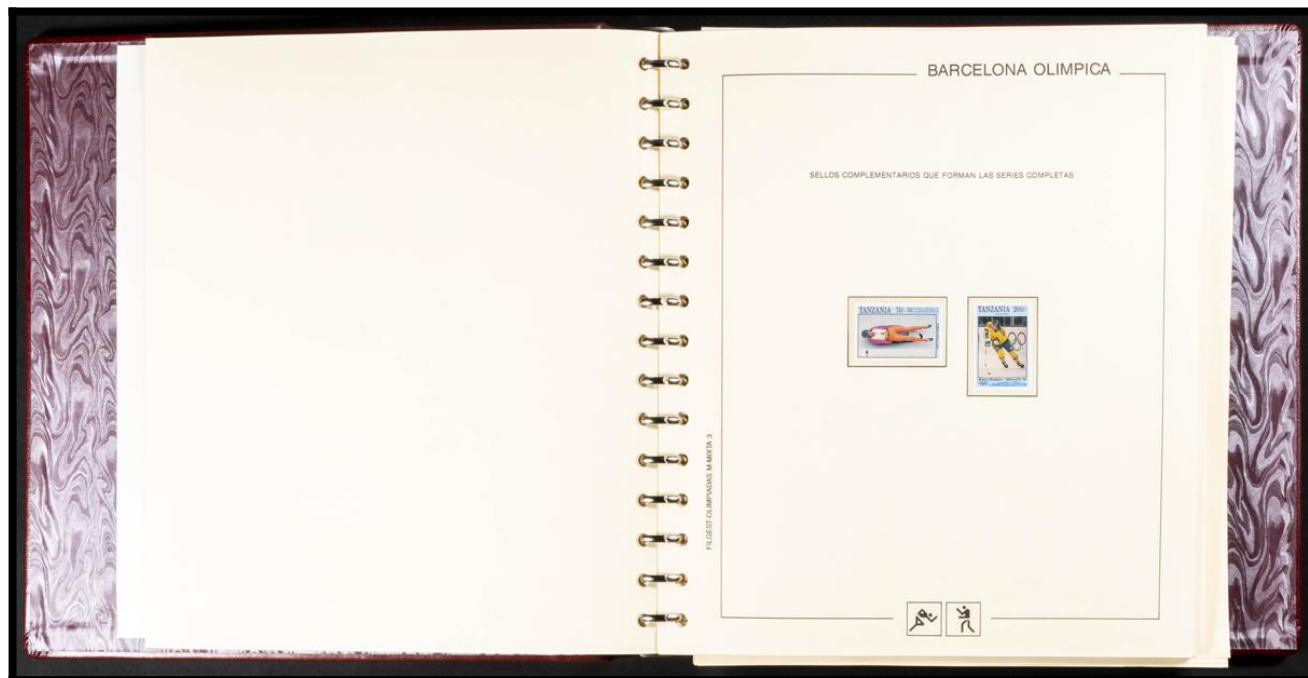 BARCELONA OLIMPICA
SELLOS COMPLEMENTARIOS QUE FORMAN LAS SERIES COMPLETAS
TANZANIA
TANZANIA
FILGEST-OLIMPIADAS M-MIXTA 3